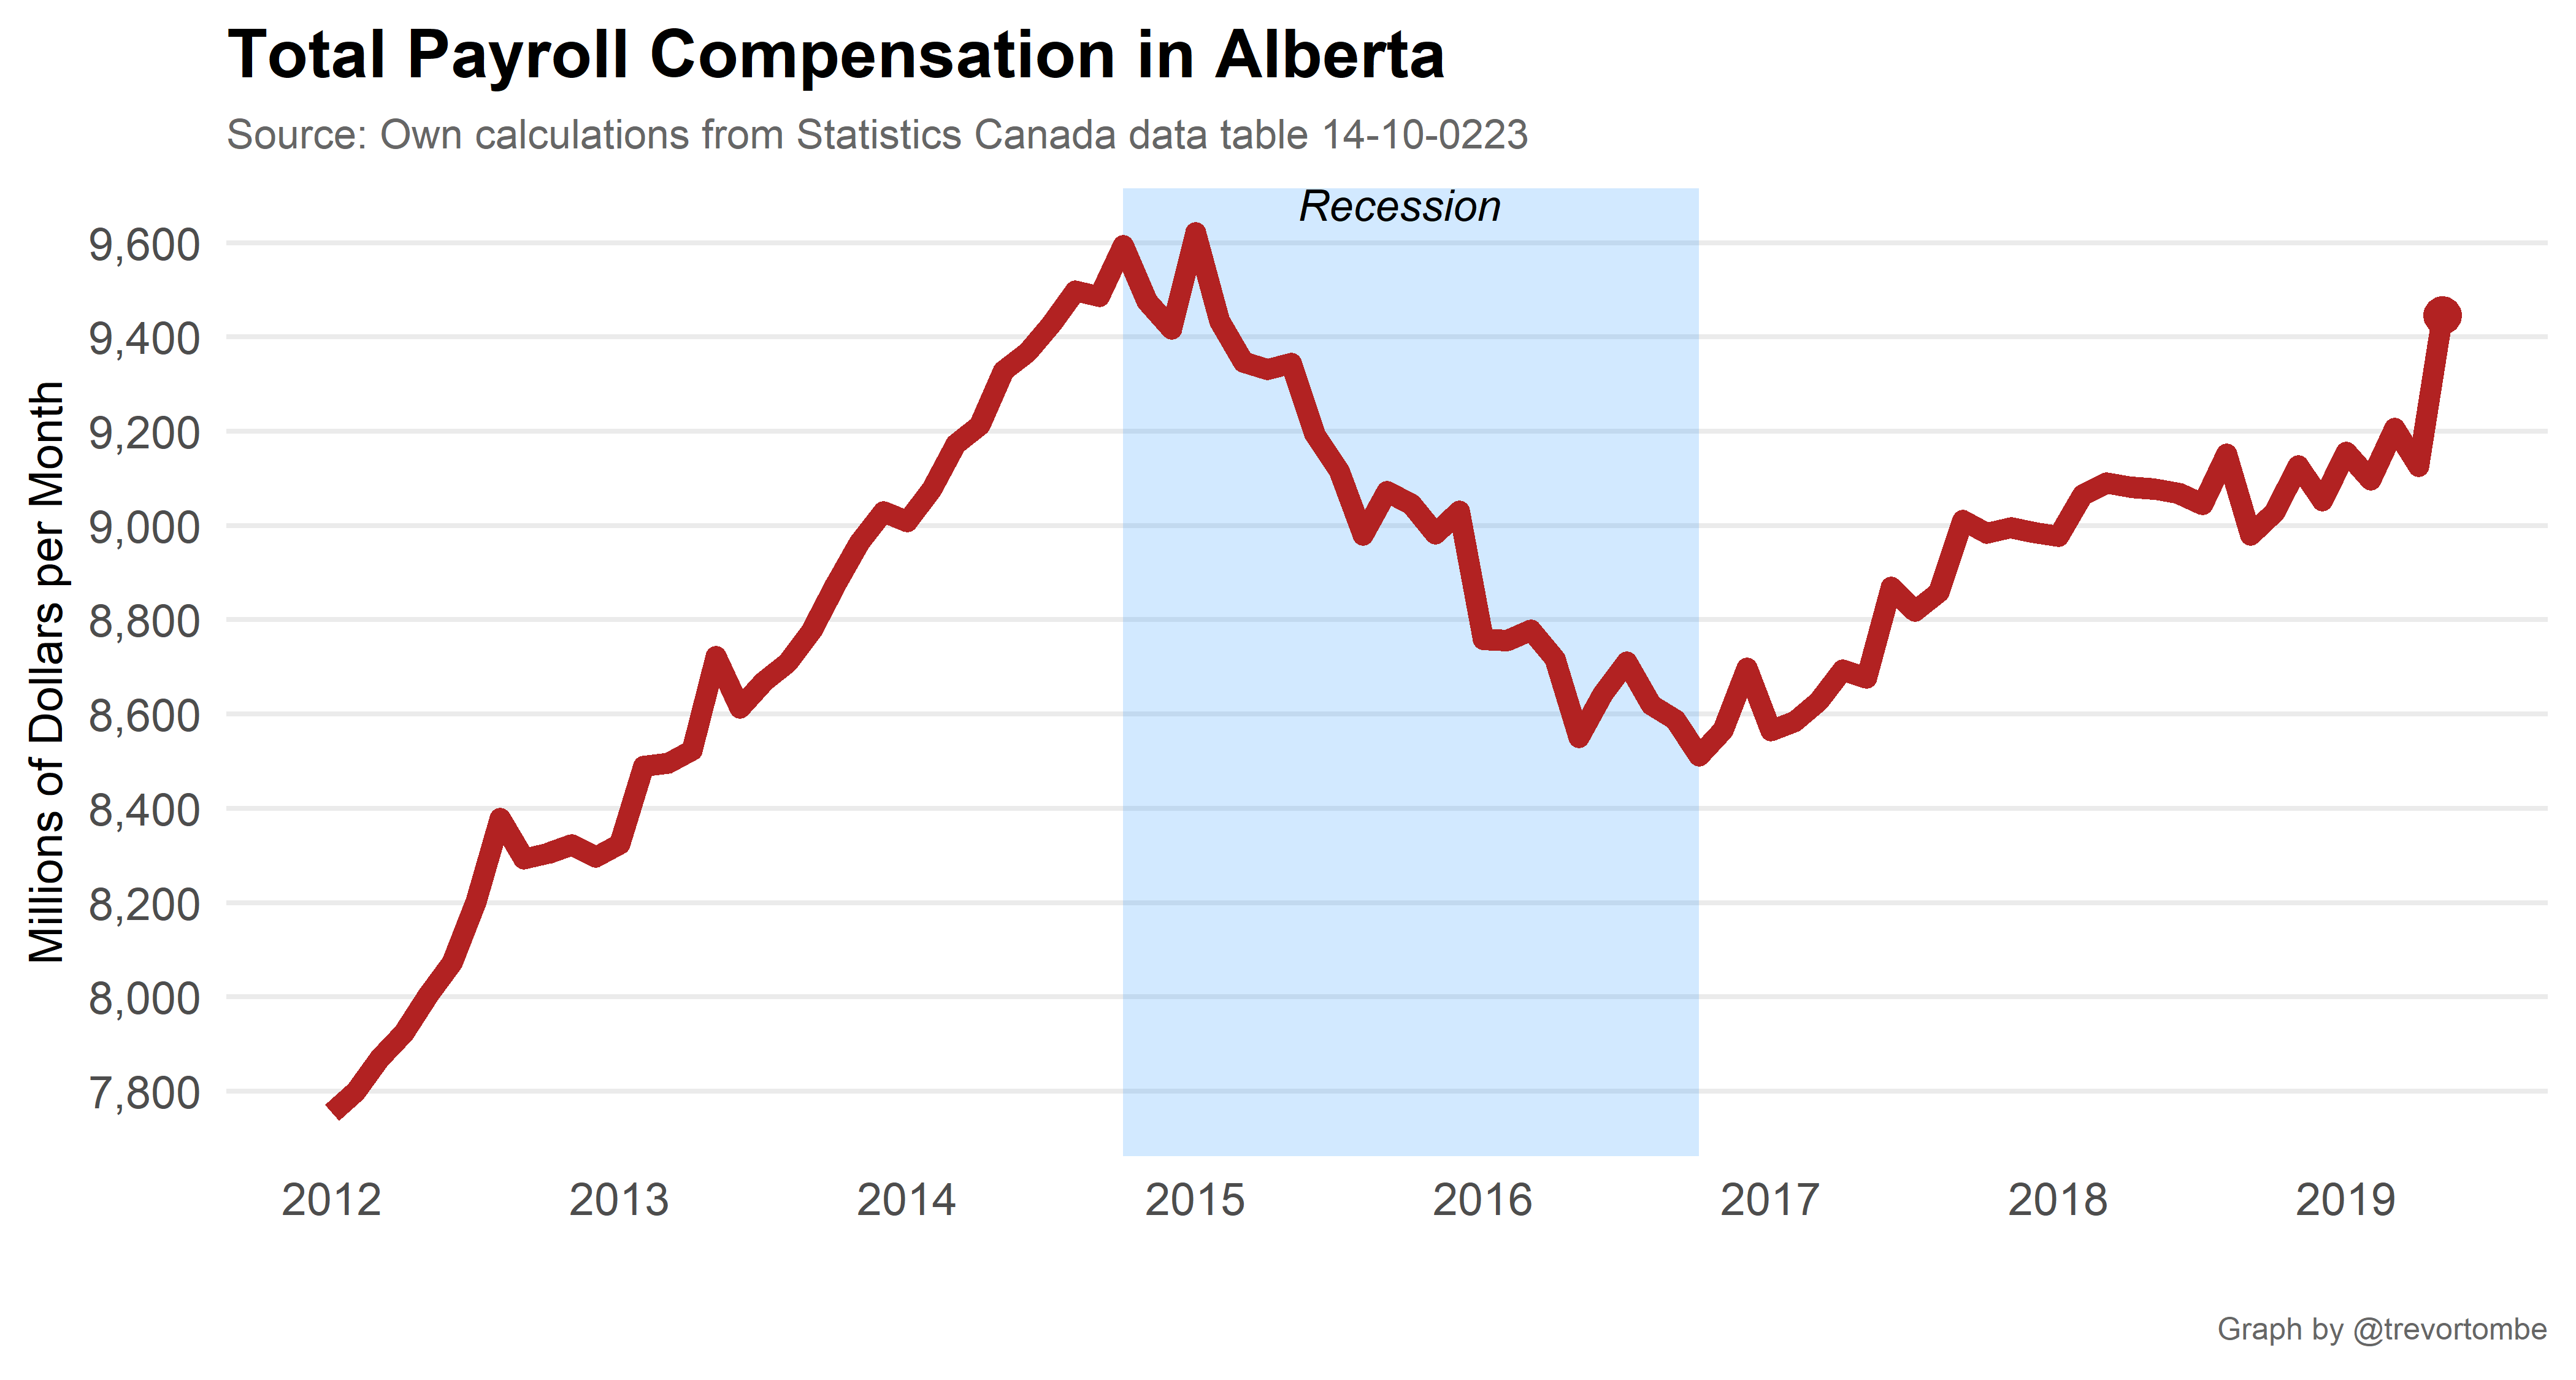 Total Payroll Compensation in Alberta
Source: Own calculations from Statistics Canada data table 14-10-0223
Recession
Millions of Dollars per Month
9,600
9,400
9,200
9,000
8,800
8,600
8,400
8,200
8,000
7,800
2012 2013 2014 2015 2016 2017 2018 2019
Graph by @trevortombe